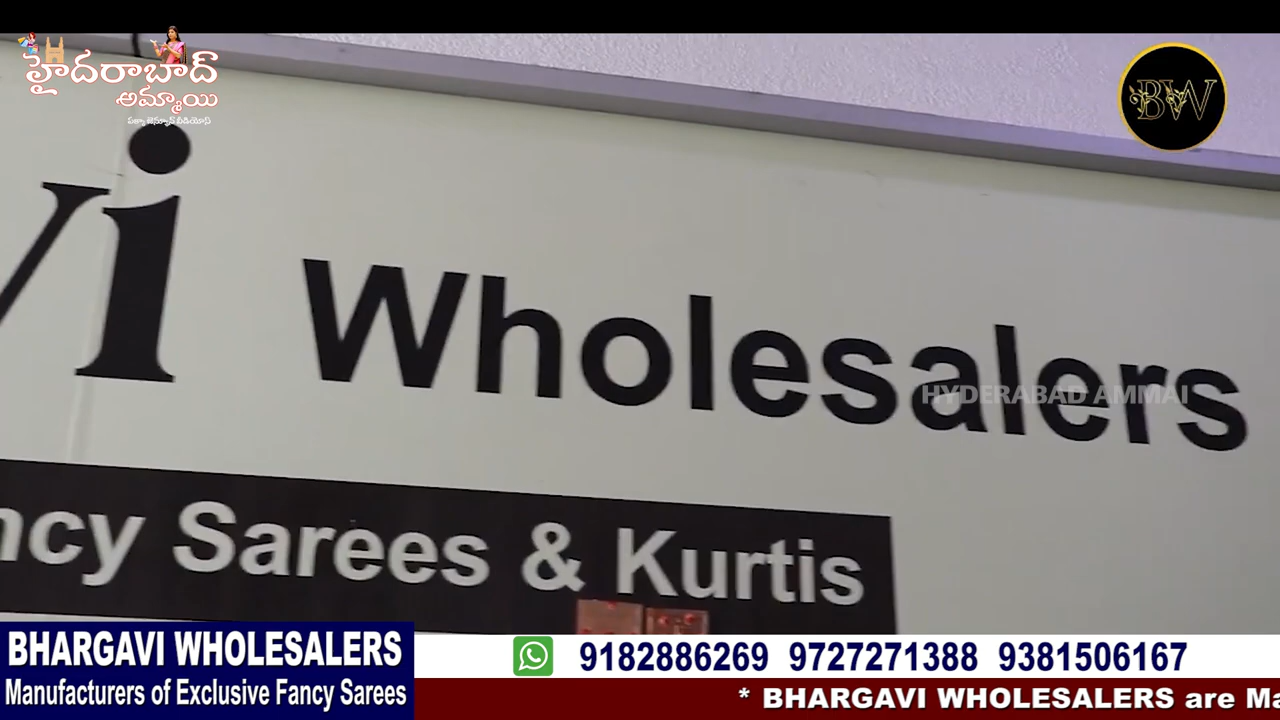 హైదరాబాద్
అమ్మాయి
BW
vi Wholesalers
HYDERABAD AMMAI
ncy Sarees & Kurtis
BHARGAVI WHOLESALERS
Manufacturers of Exclusive Fancy Sarees
9182886269 9727271388 9381506167
* BHARGAVI WHOLESALERS are Ma